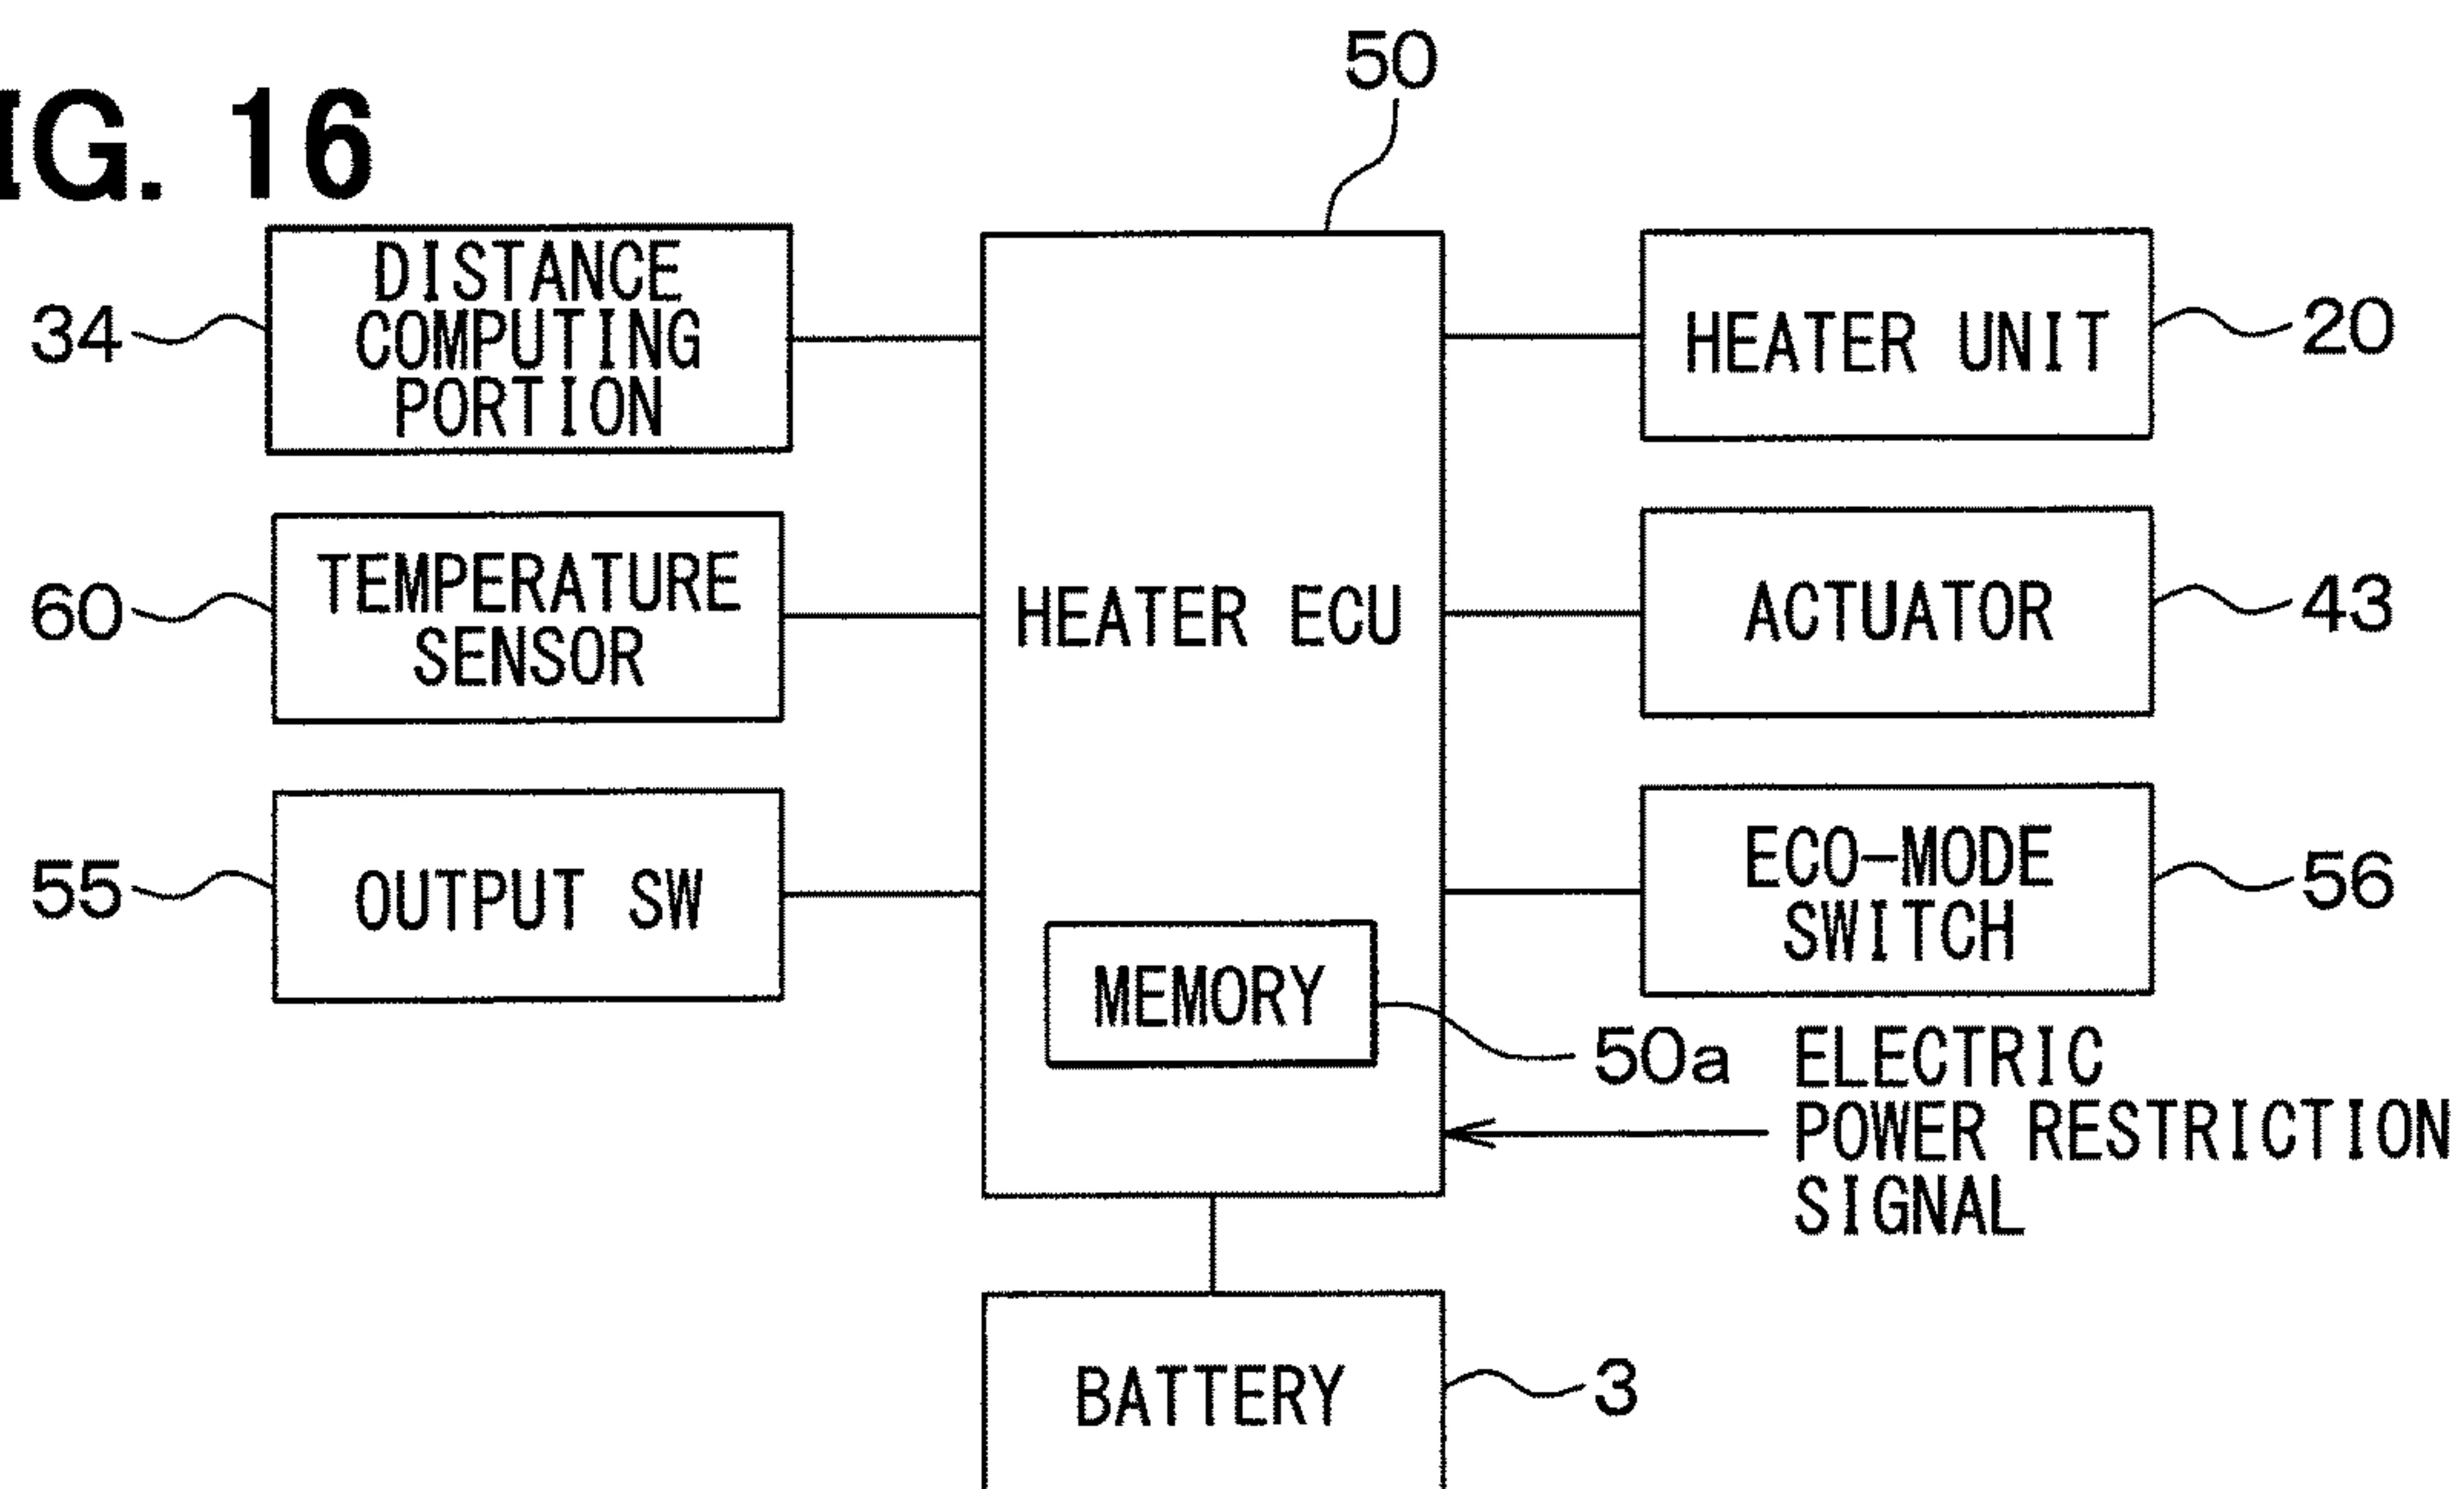 IG. 16
50
DISTANCE
COMPUTING
PORTION
34
HEATER UNIT
20
TEMPERATURE
SENSOR
60
HEATER ECU
ACTUATOR
43
OUTPUT SW
55
ECO-MODE
SWITCH
56
MEMORY
50a
ELECTRIC
POWER RESTRICTION
SIGNAL
BATTERY
3